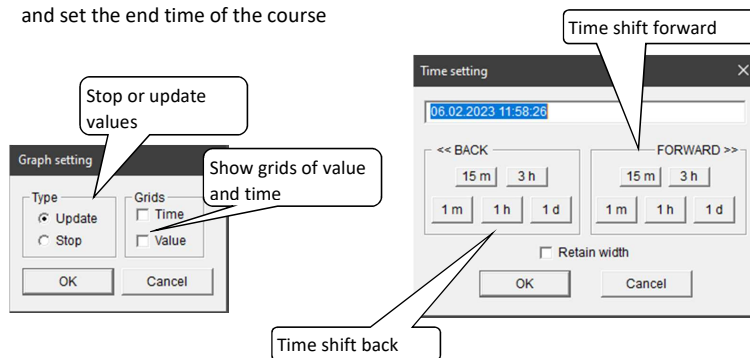 and set the end time of the course
Time shift forward
Time setting
06.02.2023 11:58:26
<< BACK
15 m 3 h
1 m 1 h 1 d
FORWARD >>
15 m 3 h
1 m 1 h 1 d
Retain width
OK Cancel
Time shift back
Stop or update
values
Graph setting
Show grids of value
and time
Type
Update
Stop
Grids
Time
Value
OK Cancel